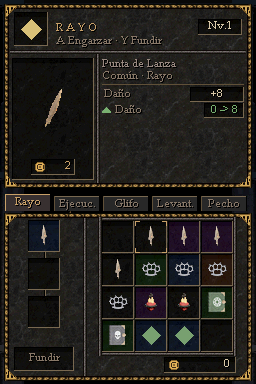 RAYO
Nv.1
A Engarzar · Y Fundir
Punta de Lanza
Común · Rayo
Daño +8
Daño 0 -> 8
2
Rayo Ejecuc. Glifo Levant. Pecho
Fundir
0